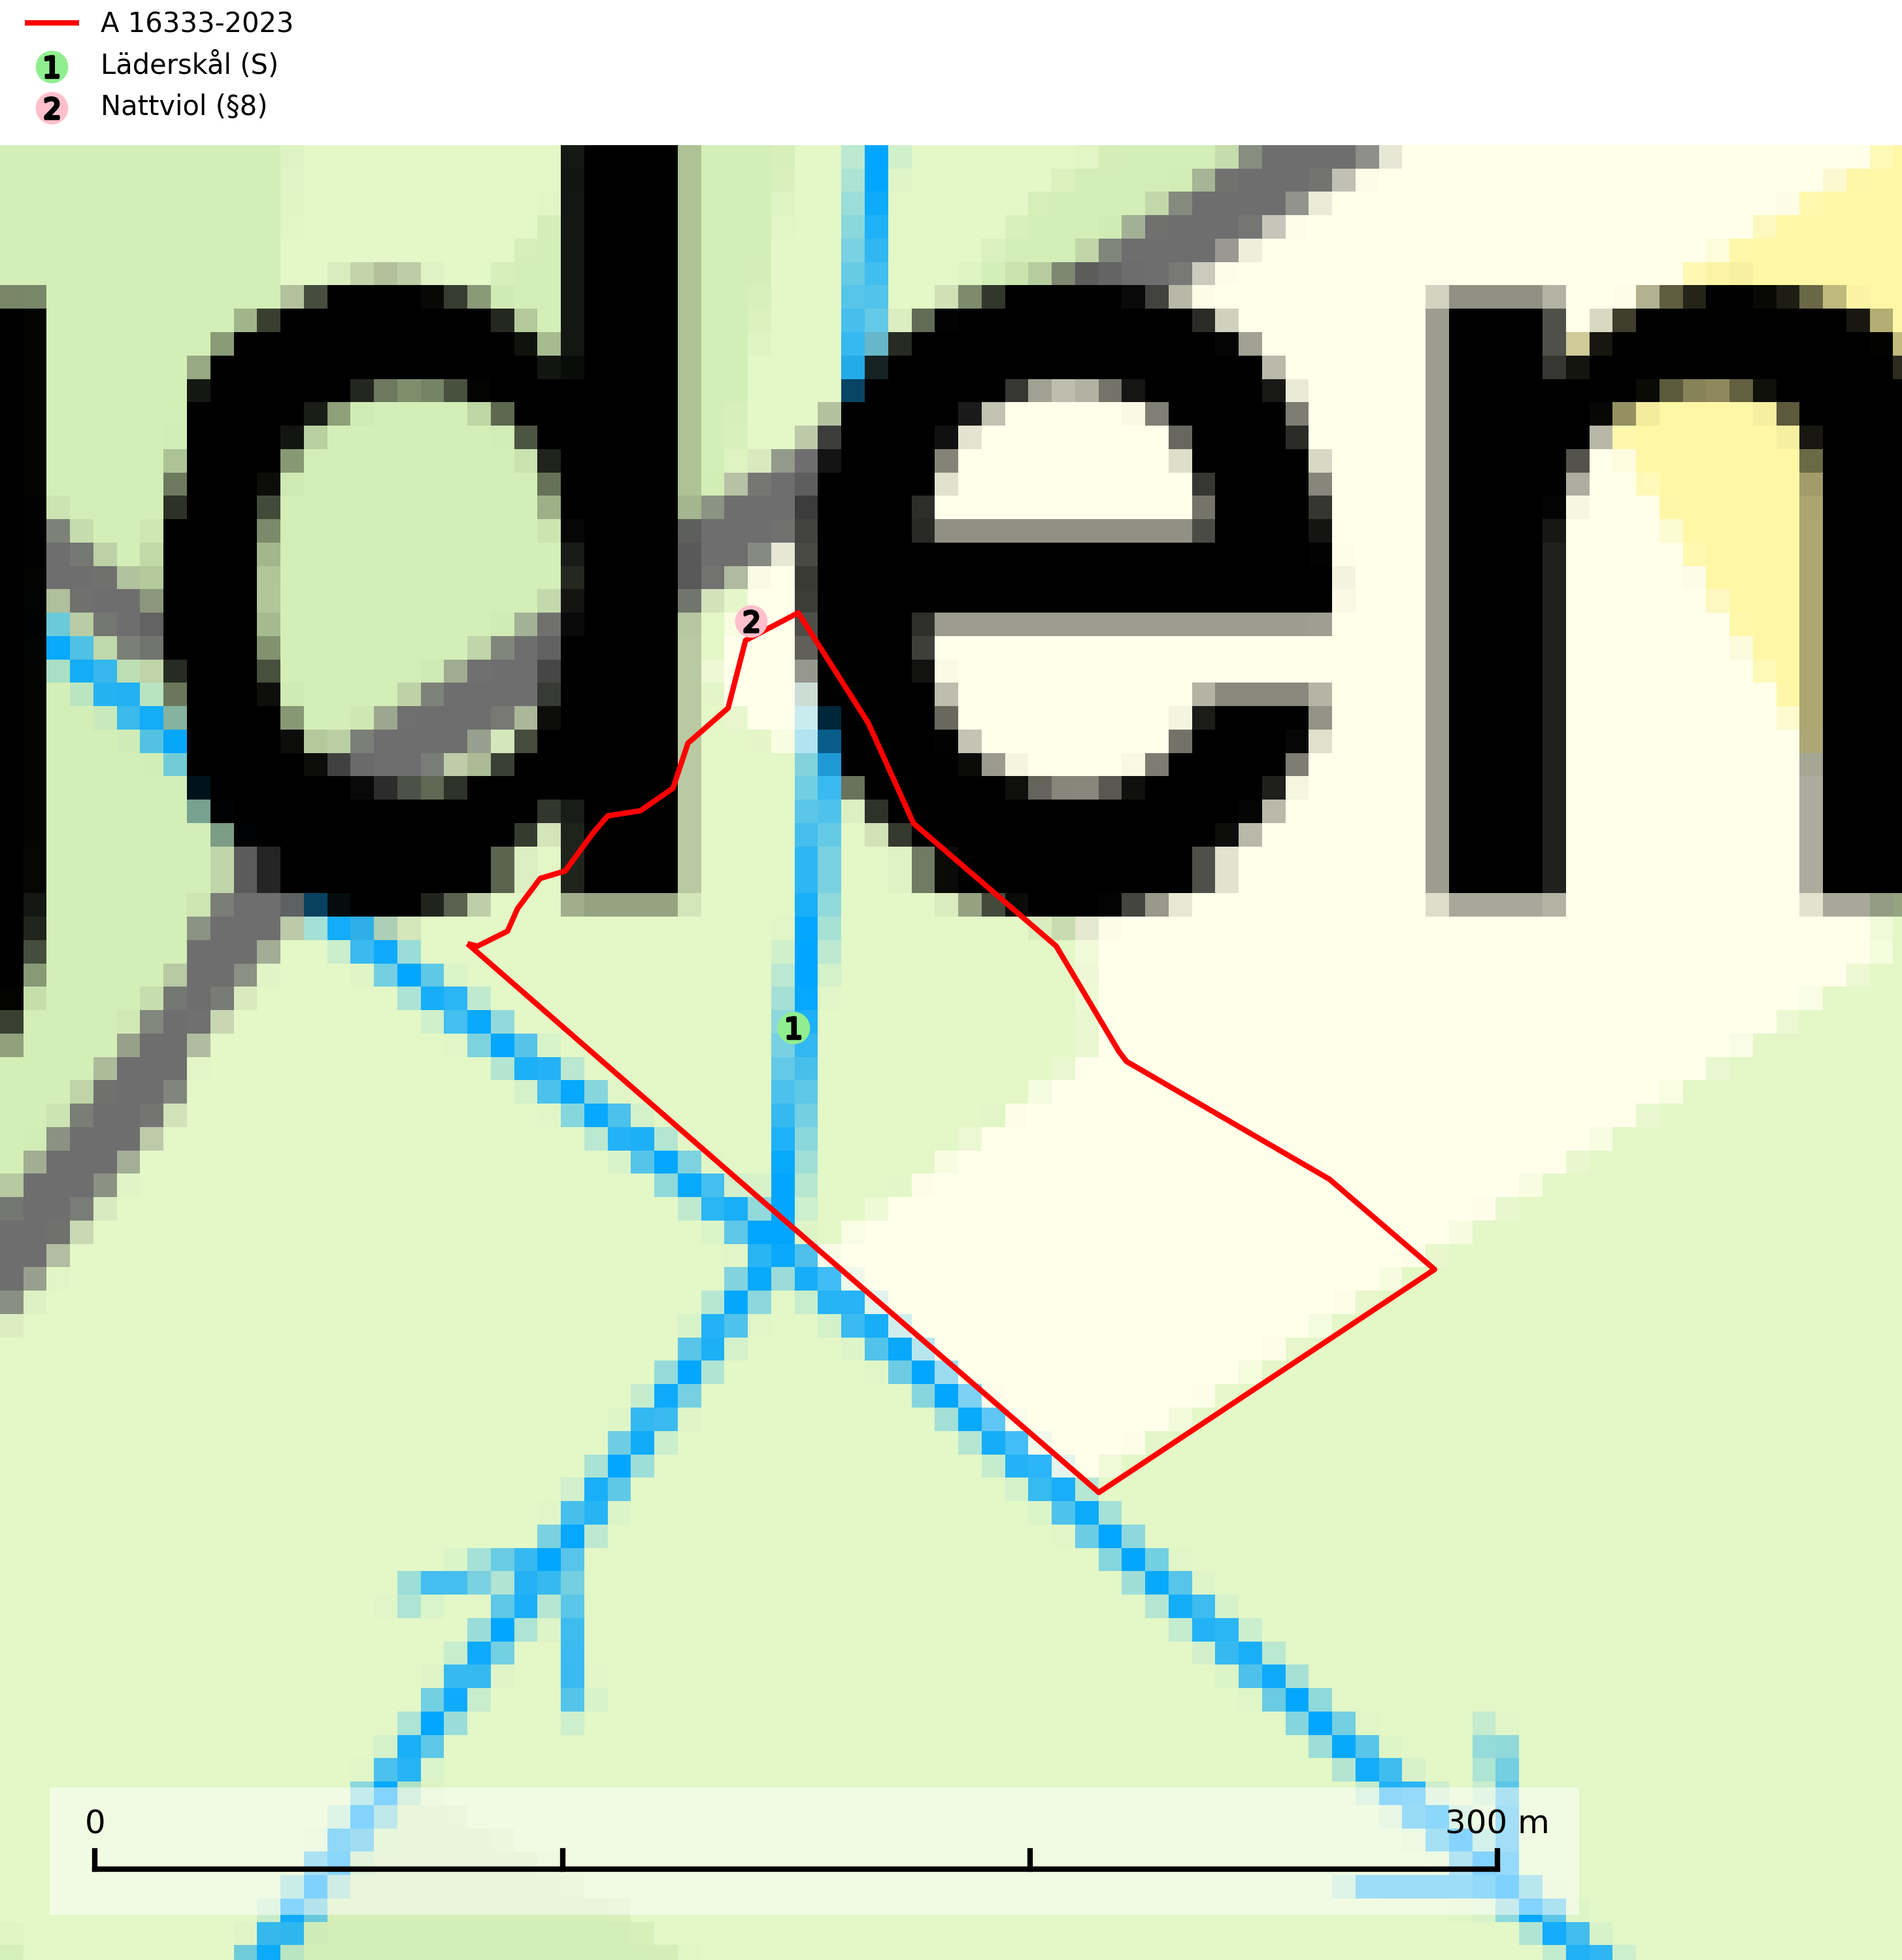 A 16333-2023
1 Läderskål (S)
2 Nattviol (§8)
den
2
1
0 300 m